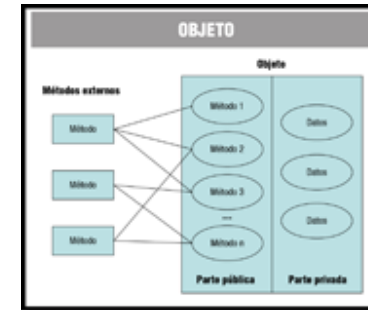 OBJETO
Objeto
Métodos externos
Método
Método
Método
Método 1
Método 2
Método 3
...
Método n
Datos
Datos
Datos
Parte pública
Parte privada